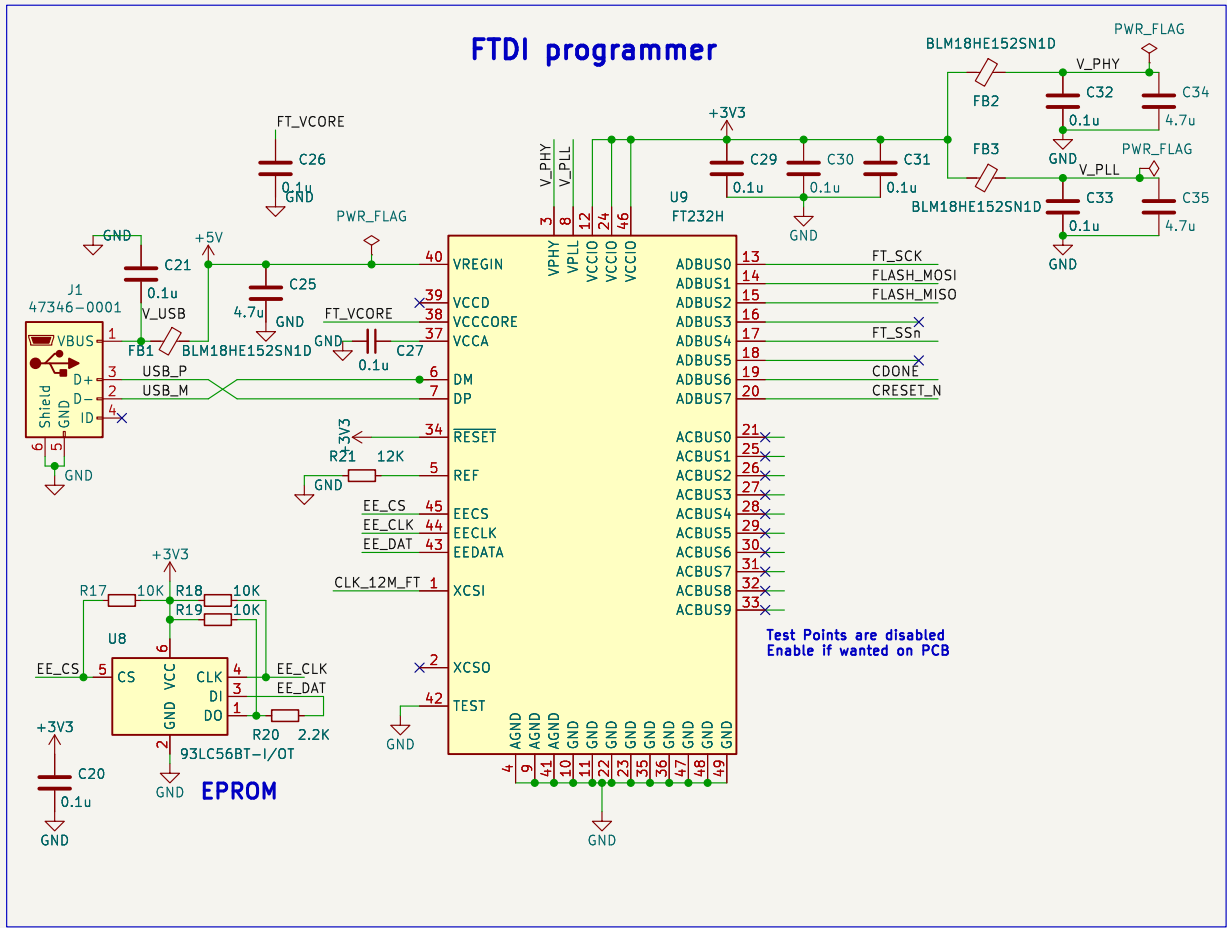 FTDI programmer
PWR_FLAG
BLM18HE152SN1D
V_PHY
FB2
C32
0.1u
C34
4.7u
GND
FT_VCORE
C26
0.1u
GND
+3V3
C29
0.1u
C30
0.1u
C31
0.1u
GND
FB3
PWR_FLAG
V_PLL
BLM18HE152SN1D
C33
0.1u
C35
4.7u
GND
V_PHY
V_PLL
U9
FT232H
3 8 12 24 46
VPHY VPLL VCCIO VCCIO VCCIO
PWR_FLAG
GND
+5V
C21
0.1u
C25
4.7u
GND
J1
47346-0001
V_USB
FB1
BLM18HE152SN1D
VBUS 1
D+ 3 USB_P
D- 2 USB_M
ID 4
Shield
GND
6 5
GND
40 VREGIN
39 VCCD
FT_VCORE 38 VCCCORE
37 VCCA
GND
C27
0.1u
6 DM
7 DP
+3V3
34 RESET
R21 12K
5 REF
GND
EE_CS 45 EECS
EE_CLK 44 EECLK
EE_DAT 43 EEDATA
CLK_12M_FT 1 XCSI
2 XCSO
42 TEST
GND
ADBUS0 13 FT_SCK
ADBUS1 14 FLASH_MOSI
ADBUS2 15 FLASH_MISO
ADBUS3 16
ADBUS4 17 FT_SSn
ADBUS5 18
ADBUS6 19 CDONE
ADBUS7 20 CRESET_N
ACBUS0 21
ACBUS1 25
ACBUS2 26
ACBUS3 27
ACBUS4 28
ACBUS5 29
ACBUS6 30
ACBUS7 31
ACBUS8 32
ACBUS9 33
Test Points are disabled
Enable if wanted on PCB
AGND AGND AGND GND GND GND GND GND GND GND GND GND
4 9 41 10 11 22 23 35 36 47 48 49
GND
+3V3
R17 10K
R18 10K
R19 10K
U8
6
EE_CS 5 CS
VCC
CLK 4 EE_CLK
DI 3 EE_DAT
DO 1
GND
2
R20 2.2K
93LC56BT-I/OT
GND
EPROM
+3V3
C20
0.1u
GND